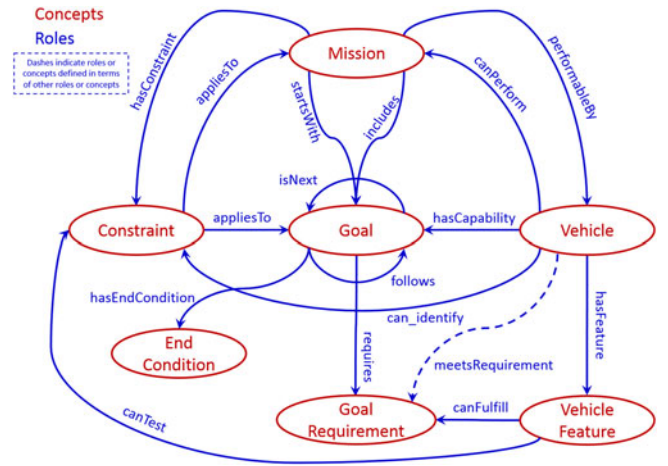 Concepts
Roles
Dashes indicate roles or
concepts defined in terms
of other roles or concepts
Mission
hasConstraint
appliesTo
startsWith
includes
canPerform
performableBy
isNext
Constraint
appliesTo
Goal
hasCapability
Vehicle
follows
hasEndCondition
can_identify
hasFeature
End
Condition
requires
meetsRequirement
canTest
Goal
Requirement
canFulfill
Vehicle
Feature